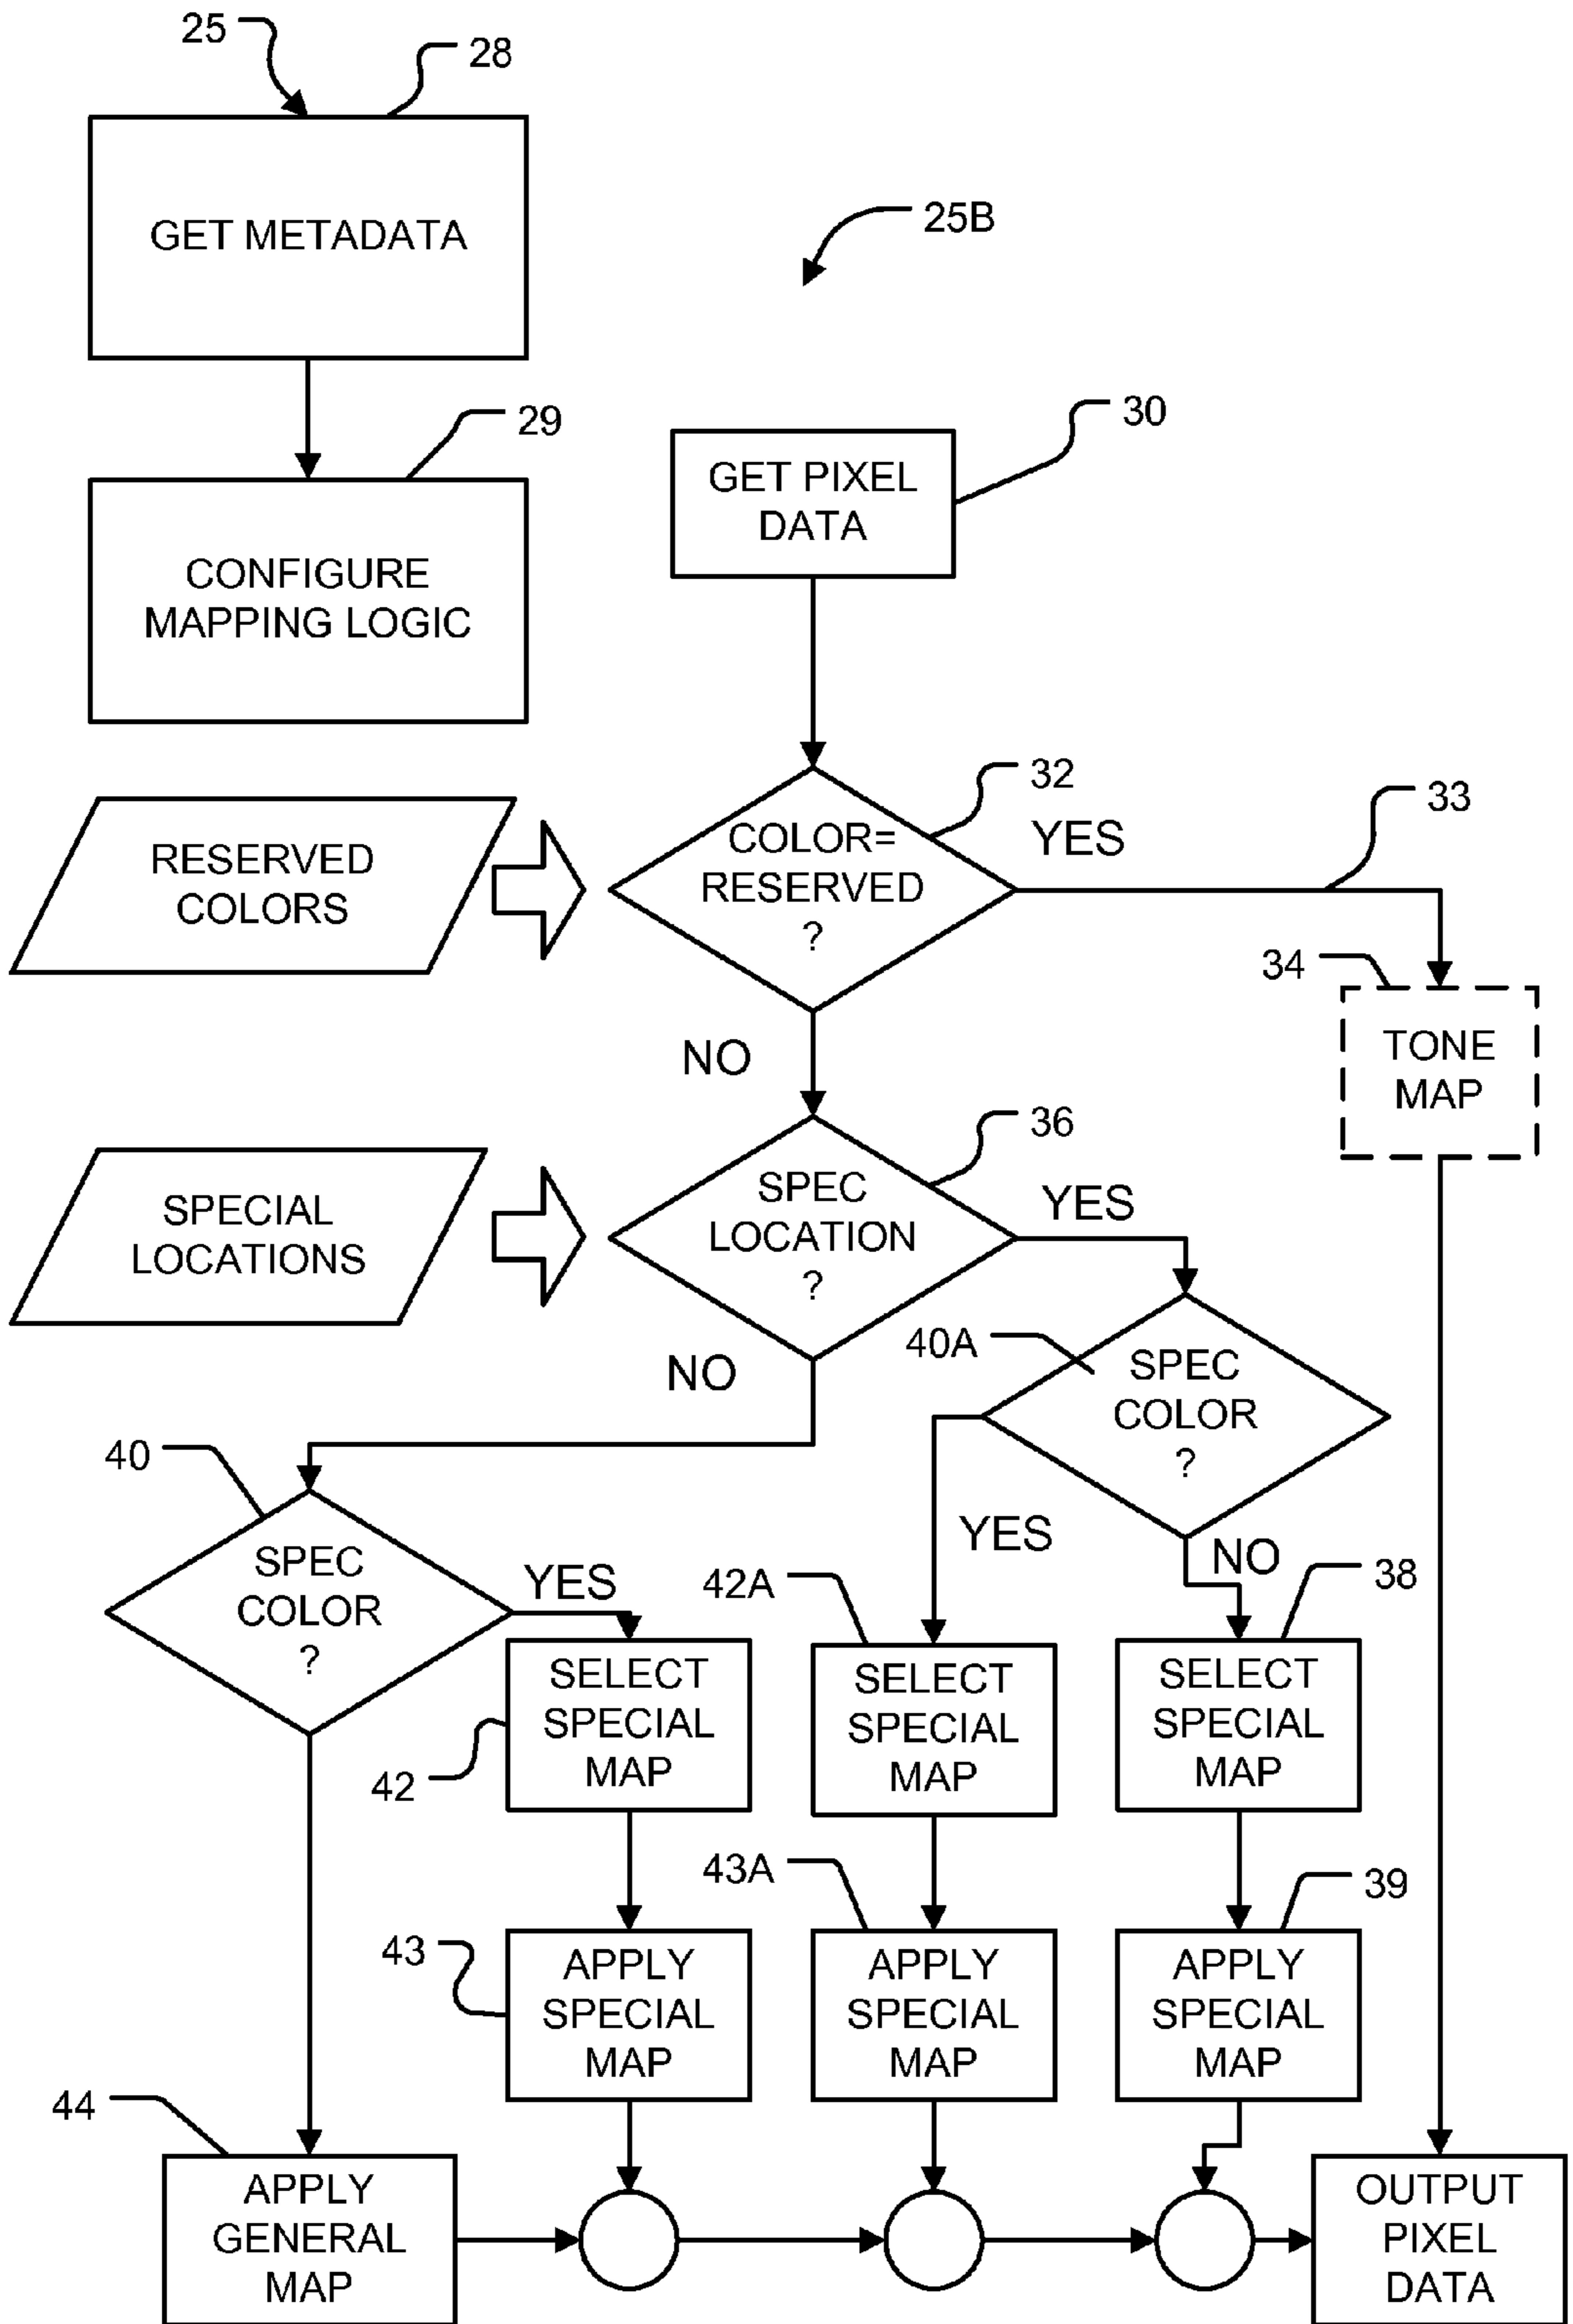 25
28
GET METADATA
25B
29
30
GET PIXEL
DATA
CONFIGURE
MAPPING LOGIC
32
33
COLOR=
RESERVED
?
YES
RESERVED
COLORS
34
TONE
MAP
NO
36
SPEC
LOCATION
?
YES
SPECIAL
LOCATIONS
40A
SPEC
COLOR
?
NO
40
SPEC
COLOR
?
YES
YES
NO
42A
38
SELECT
SPECIAL
MAP
42
SELECT
SPECIAL
MAP
SELECT
SPECIAL
MAP
43A
39
43
APPLY
SPECIAL
MAP
APPLY
SPECIAL
MAP
APPLY
SPECIAL
MAP
44
APPLY
GENERAL
MAP
OUTPUT
PIXEL
DATA